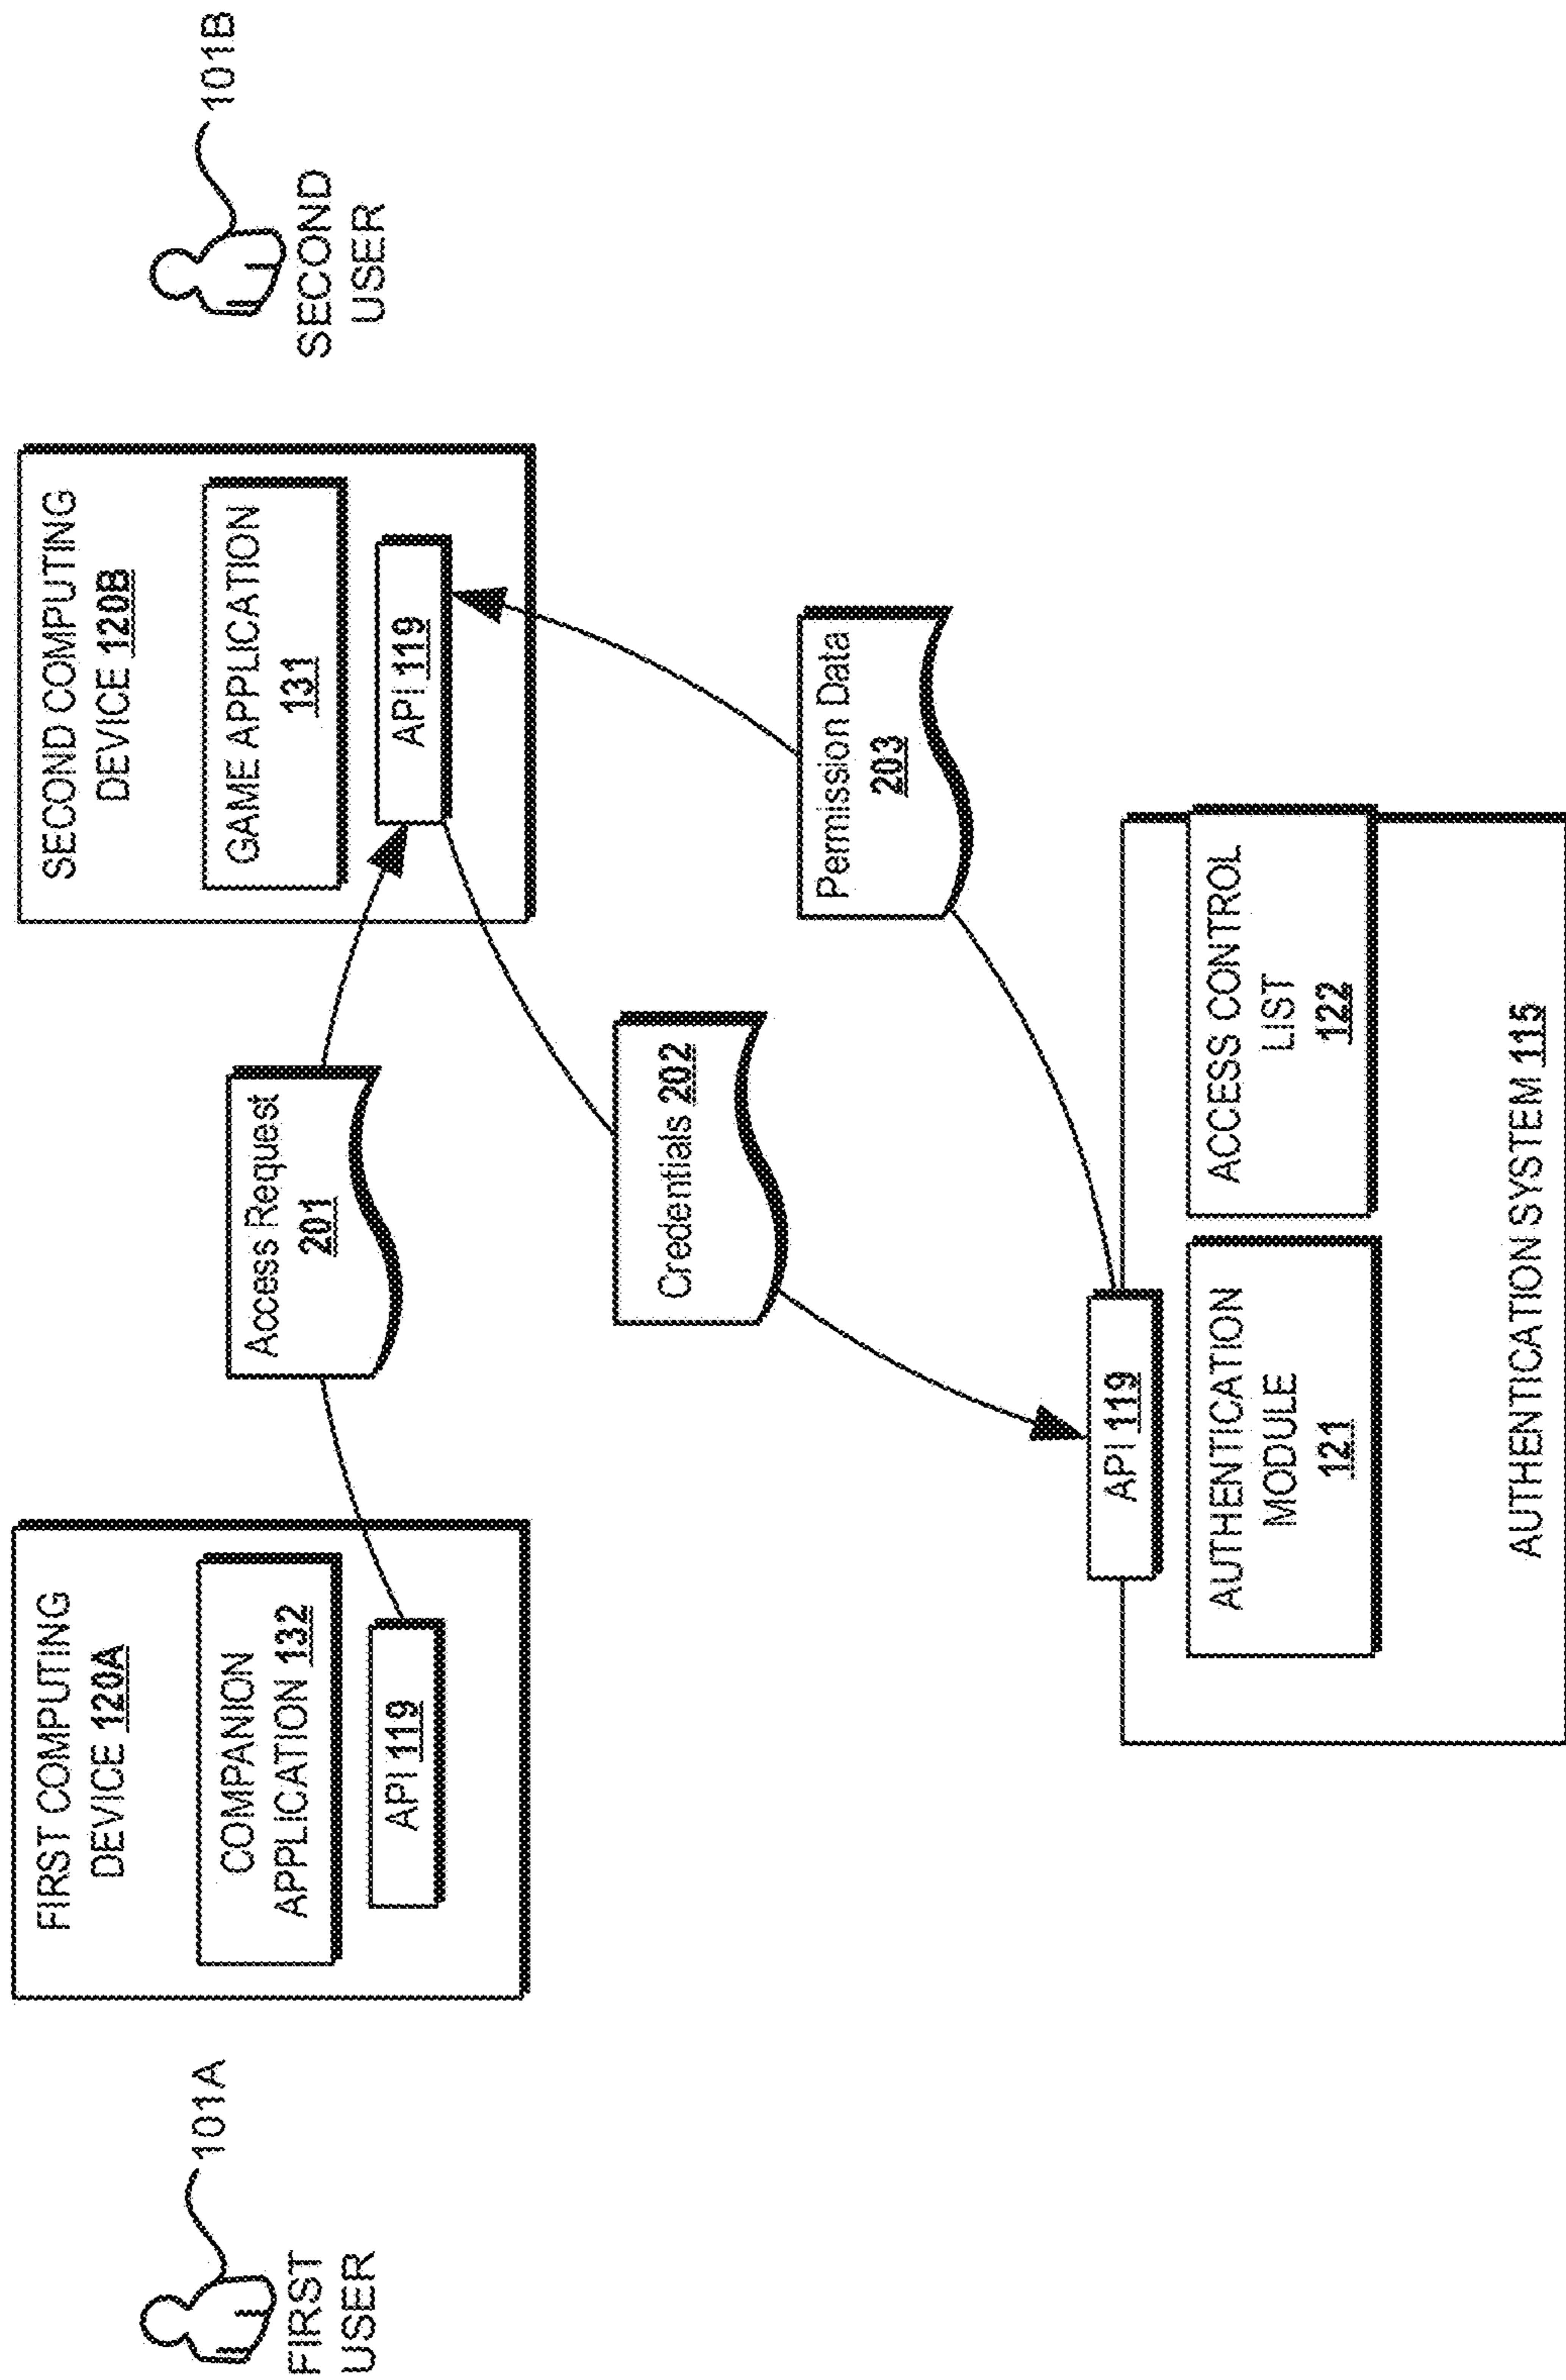 FIRST COMPUTING
DEVICE 120A
COMPANION
APPLICATION 132
API 119
101A
FIRST
USER
Access Request
201
SECOND COMPUTING
DEVICE 120B
GAME APPLICATION
131
API 119
101B
SECOND
USER
Credentials 202
Permission Data
203
API 119
AUTHENTICATION
MODULE
121
ACCESS CONTROL
LIST
122
AUTHENTICATION SYSTEM 115